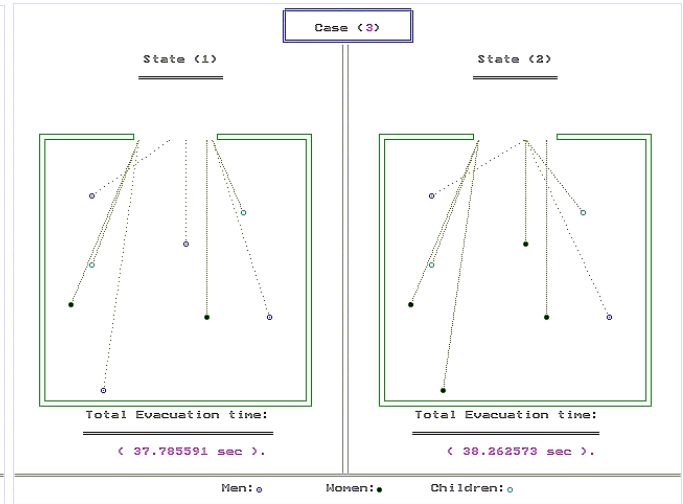 Case (3)
State (1)
State (2)
Total Evacuation time:
( 37.785591 sec ).
Total Evacuation time:
( 38.262573 sec ).
Men: Women: Children: